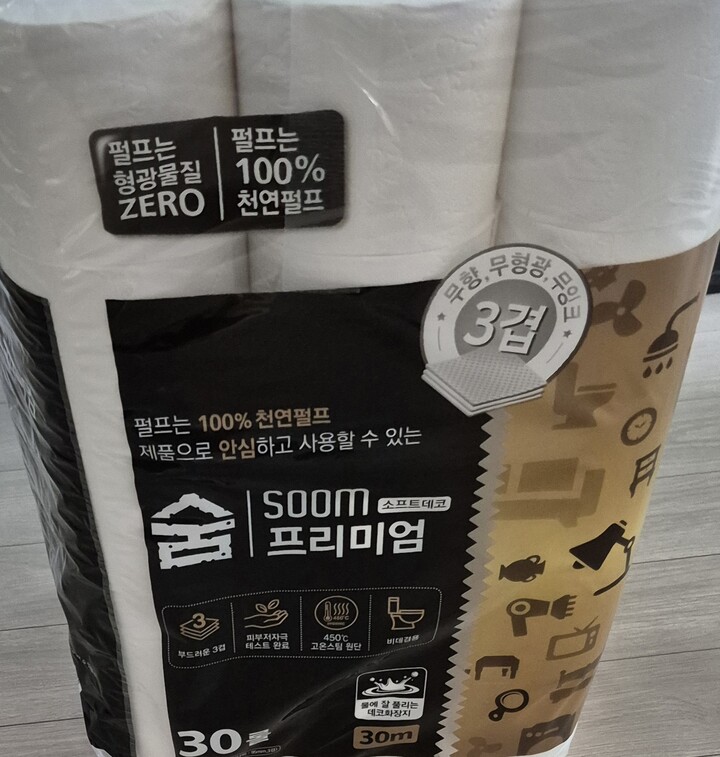 펄프는
형광물질
ZERO
펄프는
100%
천연펄프
무향, 무형광, 무잉크
3겹
펄프는 100% 천연펄프
제품으로 안심하고 사용할 수 있는
숨
SOOM 소프트데코
프리미엄
3
부드러운 3겹
피부저자극
테스트 완료
450℃
450℃
고온스팀 원단
비데겸용
물에 잘 풀리는
데코화장지
30롤
30m